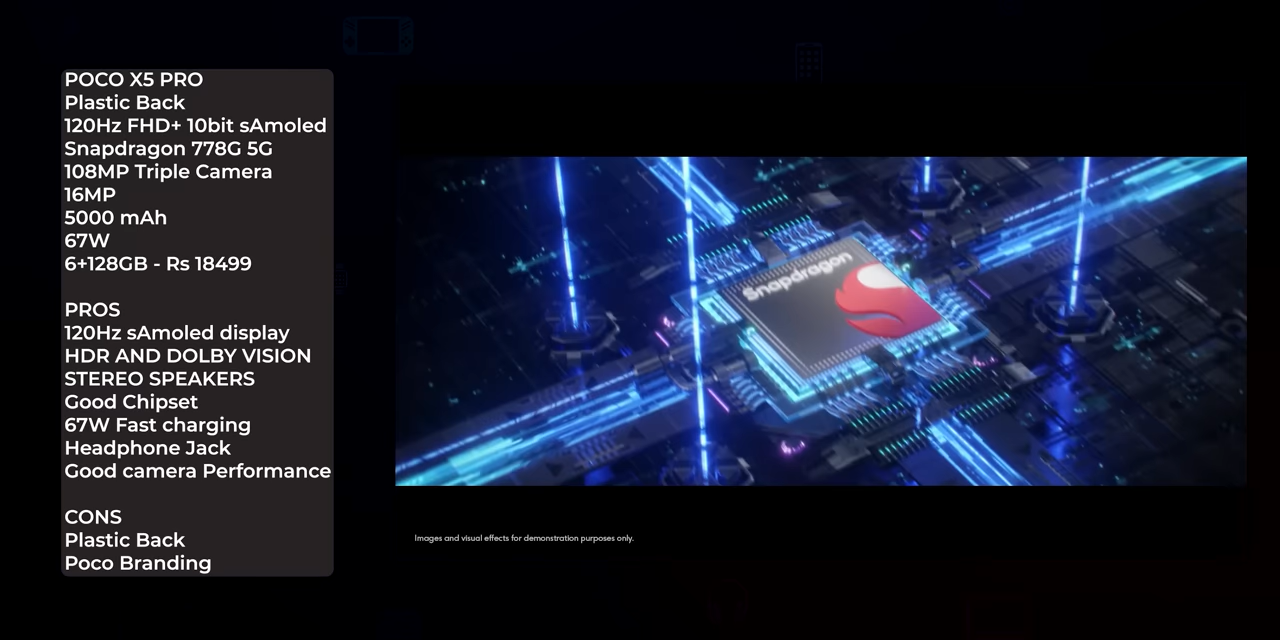 POCO X5 PRO
Plastic Back
120Hz FHD+ 10bit sAmoled
Snapdragon 778G 5G
108MP Triple Camera
16MP
5000 mAh
67W
6+128GB - Rs 18499
PROS
120Hz sAmoled display
HDR AND DOLBY VISION
STEREO SPEAKERS
Good Chipset
67W Fast charging
Headphone Jack
Good camera Performance
CONS
Plastic Back
Poco Branding
Snapdragon
Images and visual effects for demonstration purposes only.